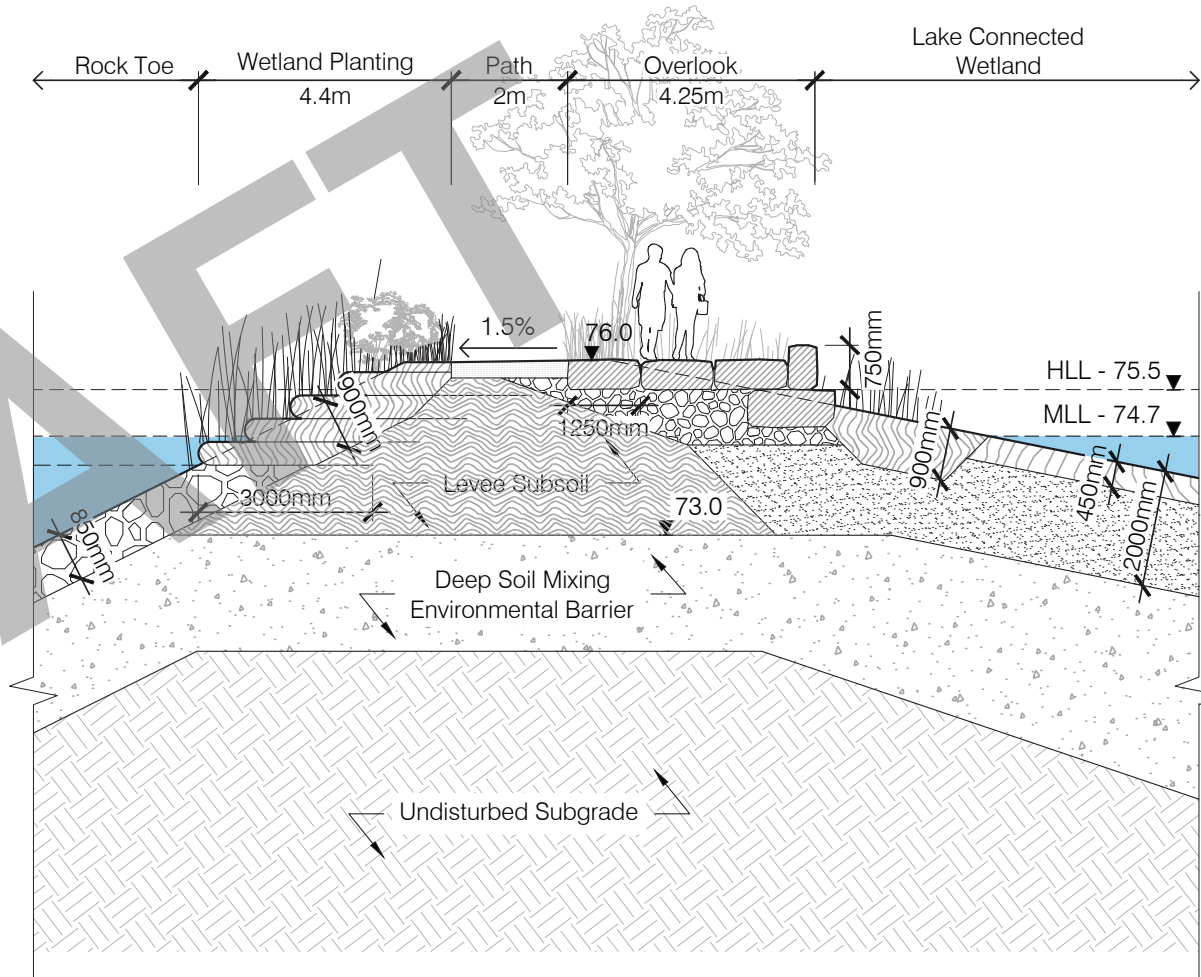 Rock Toe
Wetland Planting
4.4m
Path
2m
Overlook
4.25m
Lake Connected
Wetland
1.5%
76.0
750mm
HLL - 75.5
MLL - 74.7
900mm
1250mm
900mm
450mm
2000mm
3000mm
Levee Subsoil
850mm
73.0
Deep Soil Mixing
Environmental Barrier
Undisturbed Subgrade
AFT